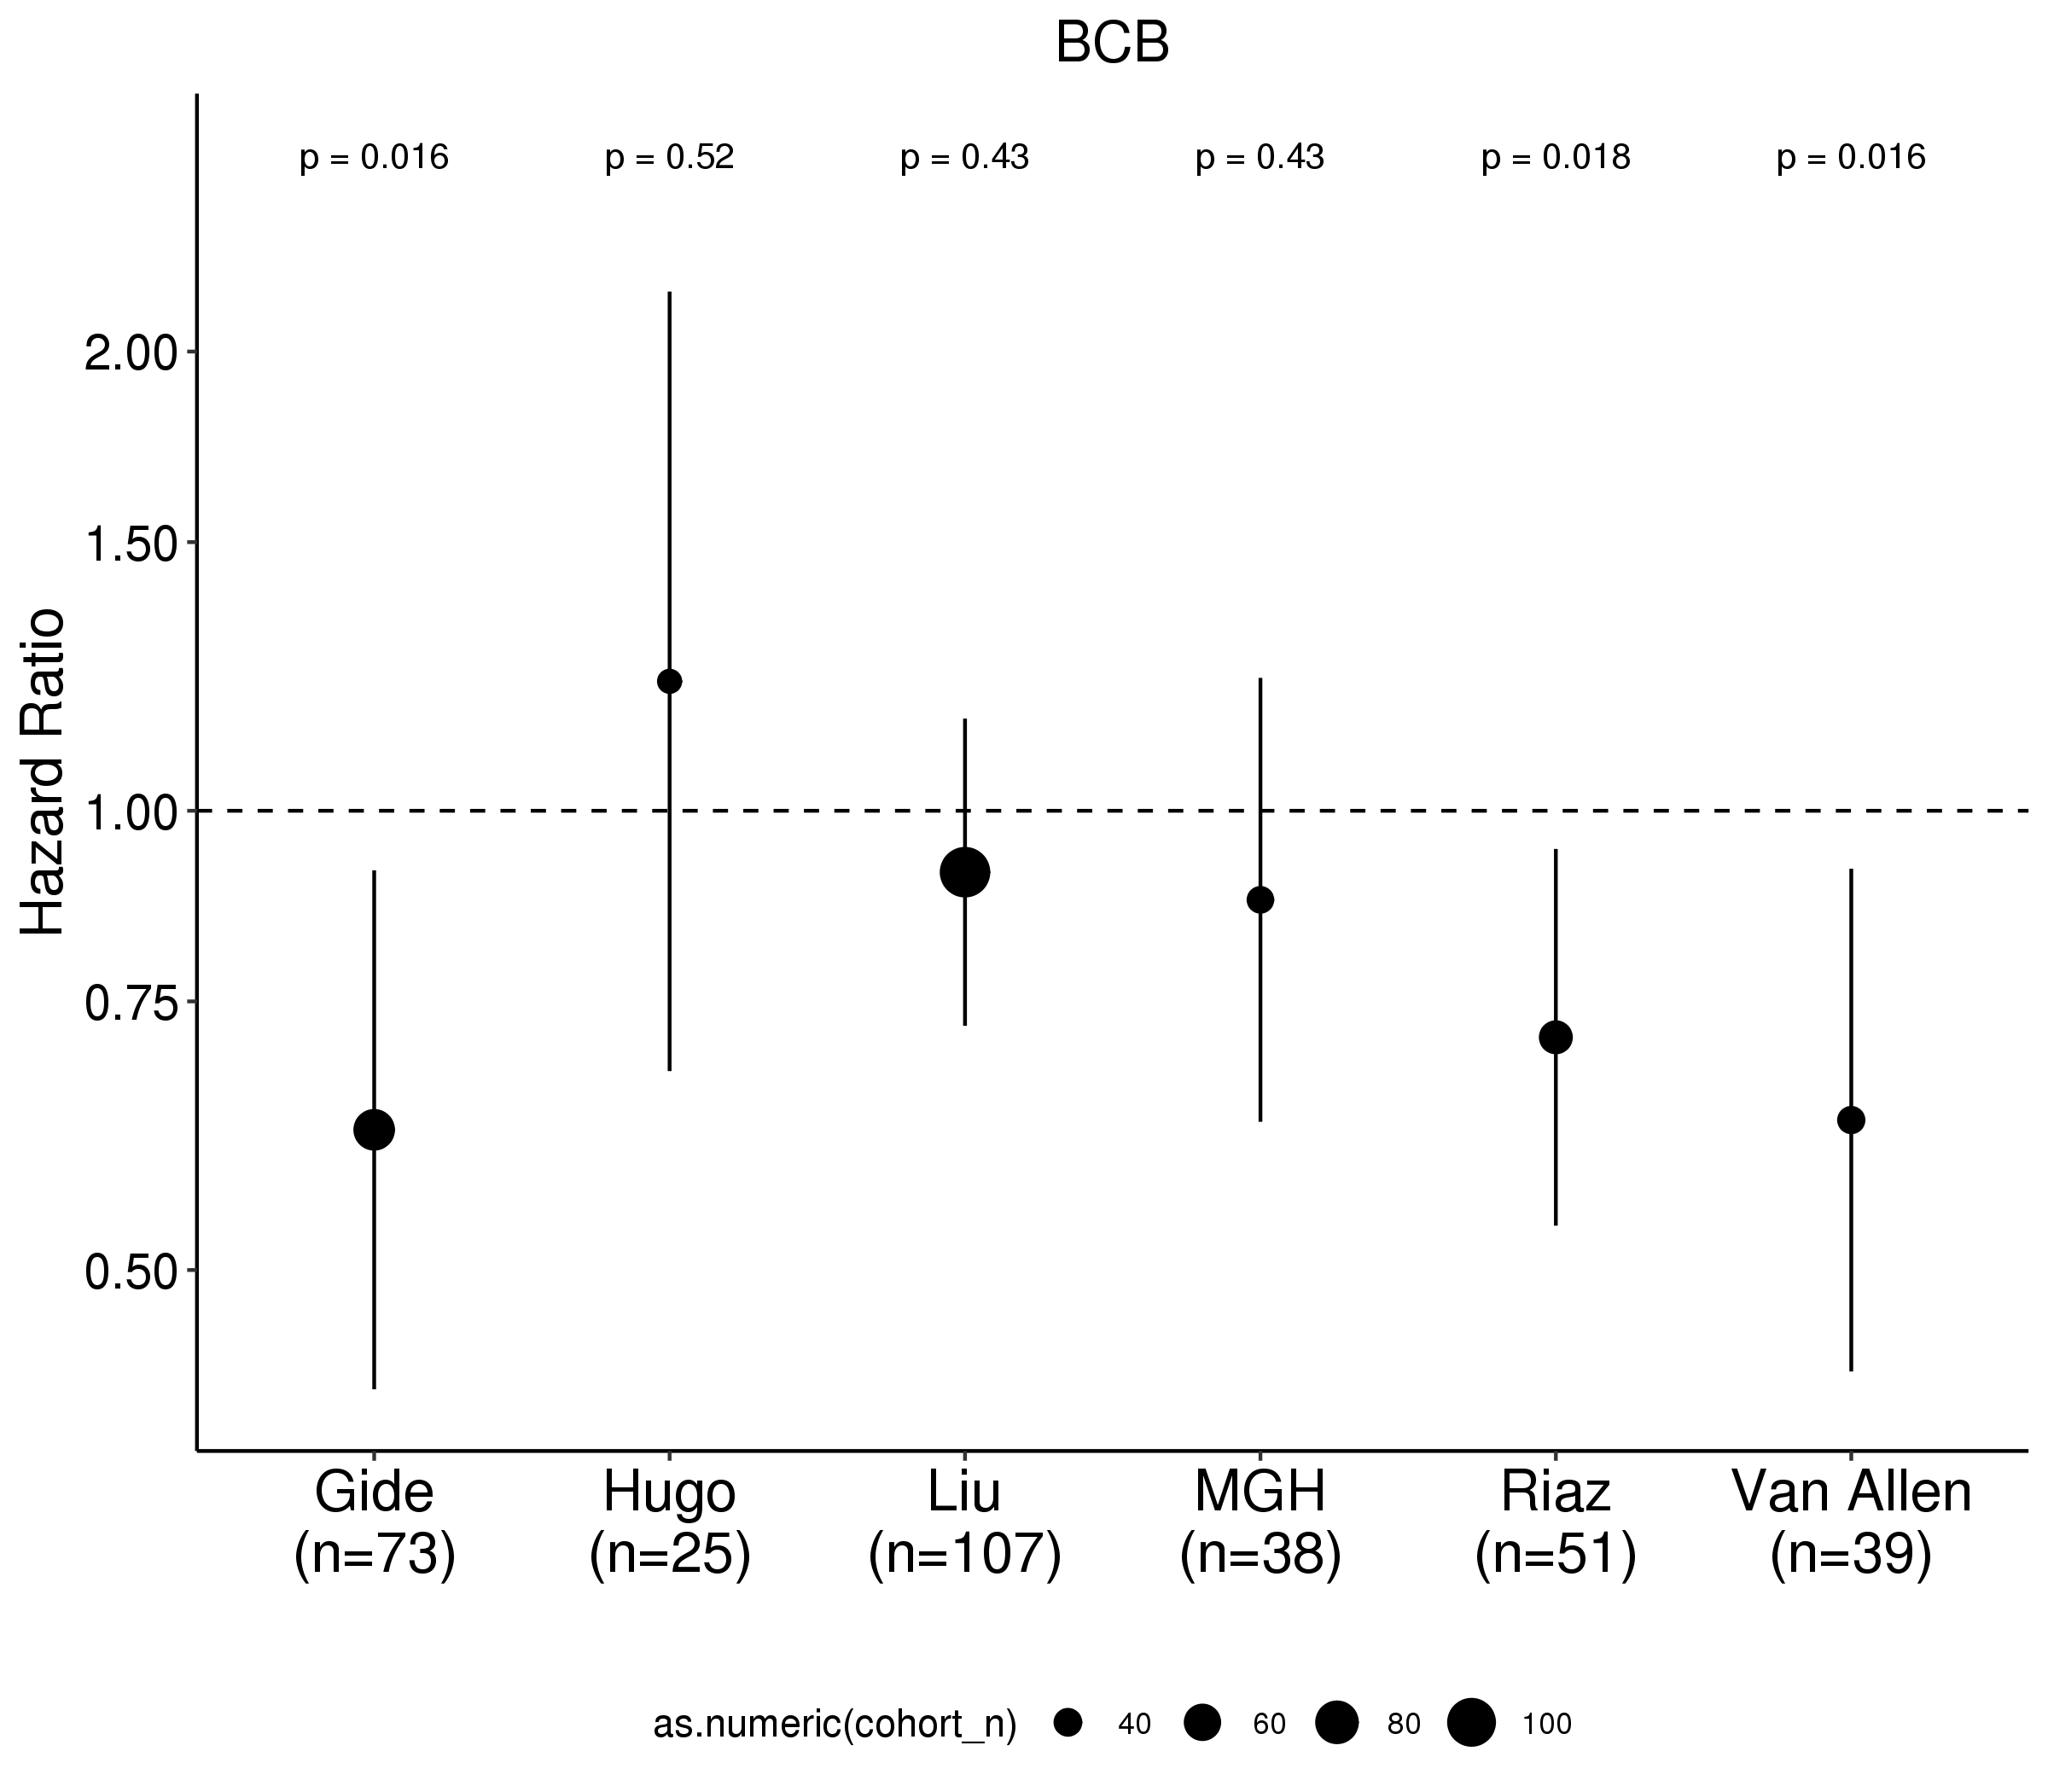 BCB
p = 0.016 p = 0.52 p = 0.43 p = 0.43 p = 0.018 p = 0.016
Hazard Ratio
2.00
1.50
1.00
0.75
0.50
Gide Hugo Liu MGH Riaz Van Allen
(n=73) (n=25) (n=107) (n=38) (n=51) (n=39)
as.numeric(cohort_n) 40 60 80 100